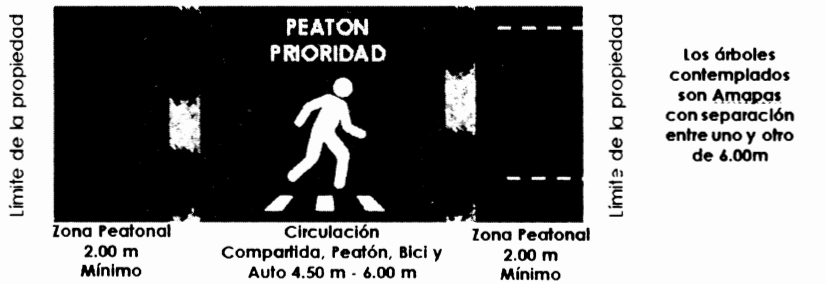 Límite de la propiedad
PEATON
PRIORIDAD
Límite de la propiedad
Los árboles
contemplados
son Amapas
con separación
entre uno y otro
de 6.00m
Zona Peatonal
2.00 m
Mínimo
Circulación
Compartida, Peatón, Bici y
Auto 4.50 m - 6.00 m
Zona Peatonal
2.00 m
Mínimo